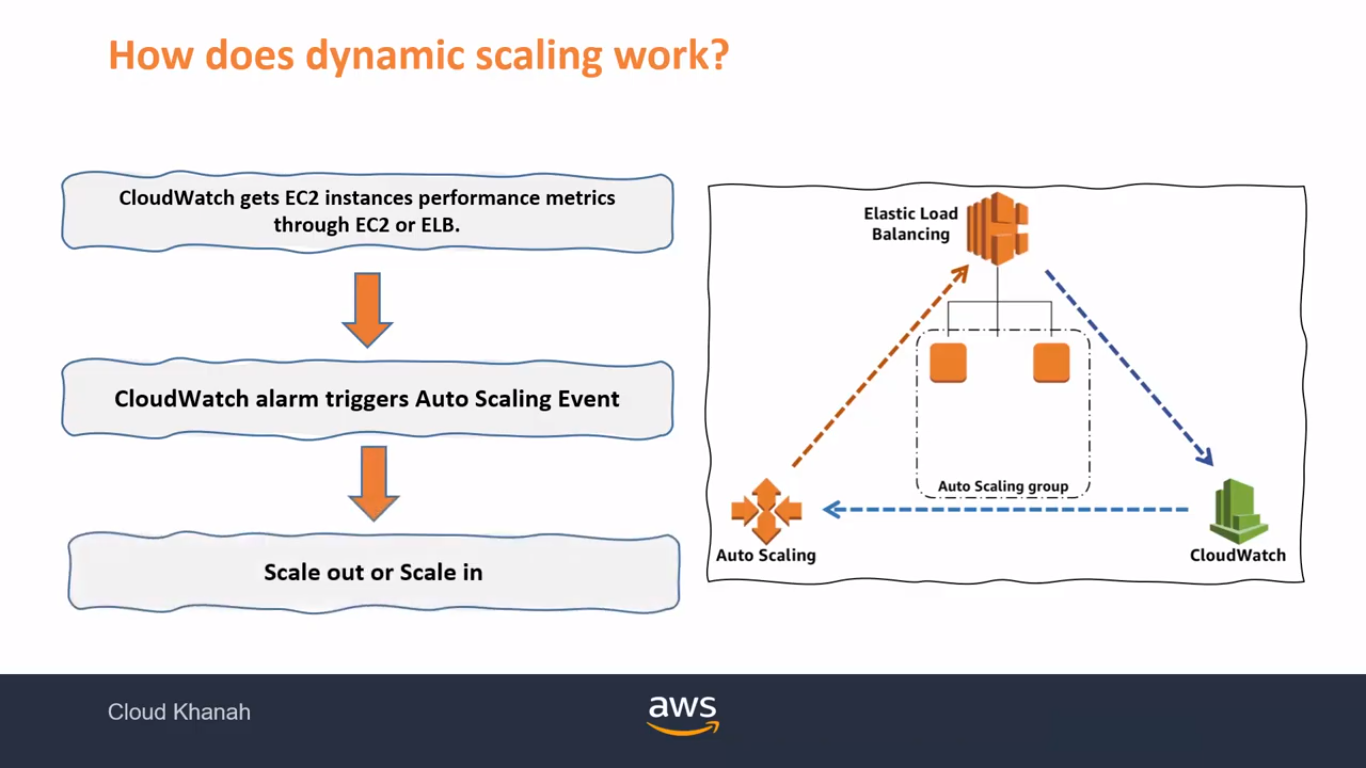 How does dynamic scaling work?
CloudWatch gets EC2 instances performance metrics
through EC2 or ELB.
CloudWatch alarm triggers Auto Scaling Event
Scale out or Scale in
Elastic Load
Balancing
Auto Scaling group
Auto Scaling
CloudWatch
Cloud Khanah
aws